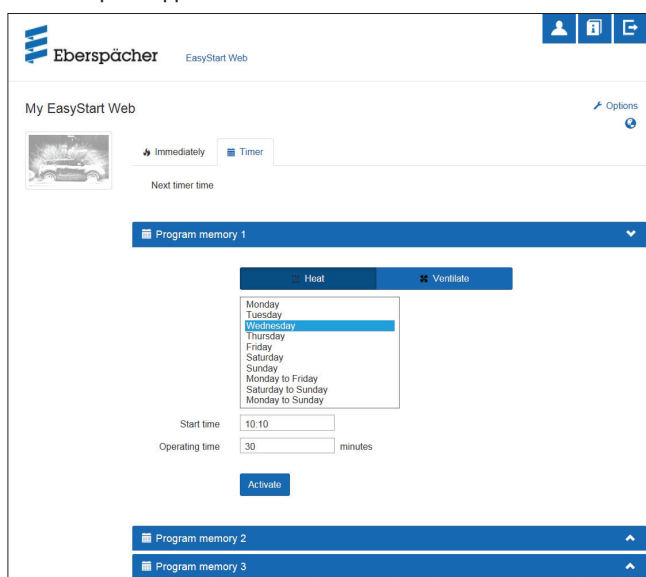 Eberspächer
EasyStart Web
My EasyStart Web
Options
Immediately
Timer
Next timer time
Program memory 1
Heat
Ventilate
Monday
Tuesday
Wednesday
Thursday
Friday
Saturday
Sunday
Monday to Friday
Saturday to Sunday
Monday to Sunday
Start time 10:10
Operating time 30 minutes
Activate
Program memory 2
Program memory 3